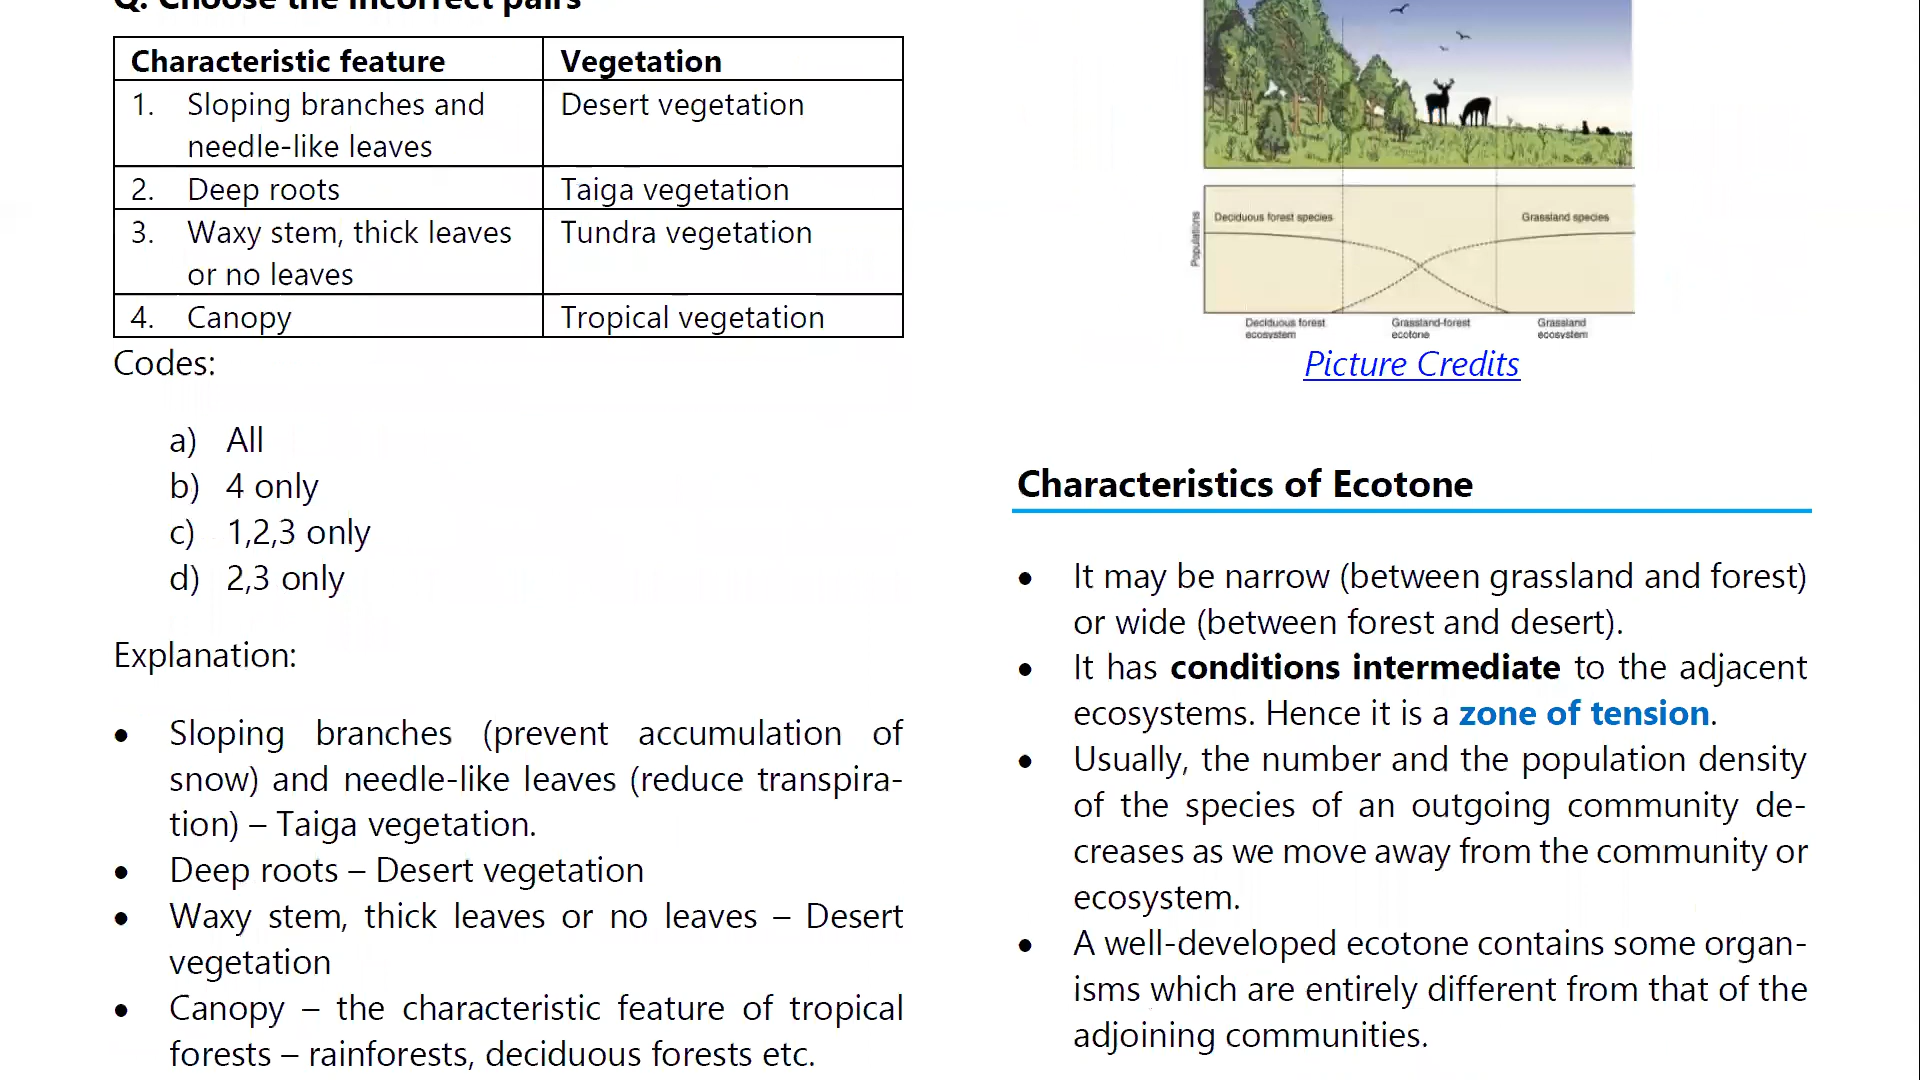 Q. Choose the incorrect pairs
Characteristic feature Vegetation
1. Sloping branches and Desert vegetation
needle-like leaves
2. Deep roots Taiga vegetation
3. Waxy stem, thick leaves Tundra vegetation
or no leaves
4. Canopy Tropical vegetation
Codes:
a) All
b) 4 only
c) 1,2,3 only
d) 2,3 only
Explanation:
• Sloping branches (prevent accumulation of
snow) and needle-like leaves (reduce transpira-
tion) – Taiga vegetation.
• Deep roots – Desert vegetation
• Waxy stem, thick leaves or no leaves – Desert
vegetation
• Canopy – the characteristic feature of tropical
forests – rainforests, deciduous forests etc.
Populations
Deciduous forest species
Grassland species
Deciduous forest
ecosystem
Grassland-forest
ecotone
Grassland
ecosystem
Picture Credits
Characteristics of Ecotone
• It may be narrow (between grassland and forest)
or wide (between forest and desert).
• It has conditions intermediate to the adjacent
ecosystems. Hence it is a zone of tension.
• Usually, the number and the population density
of the species of an outgoing community de-
creases as we move away from the community or
ecosystem.
• A well-developed ecotone contains some organ-
isms which are entirely different from that of the
adjoining communities.